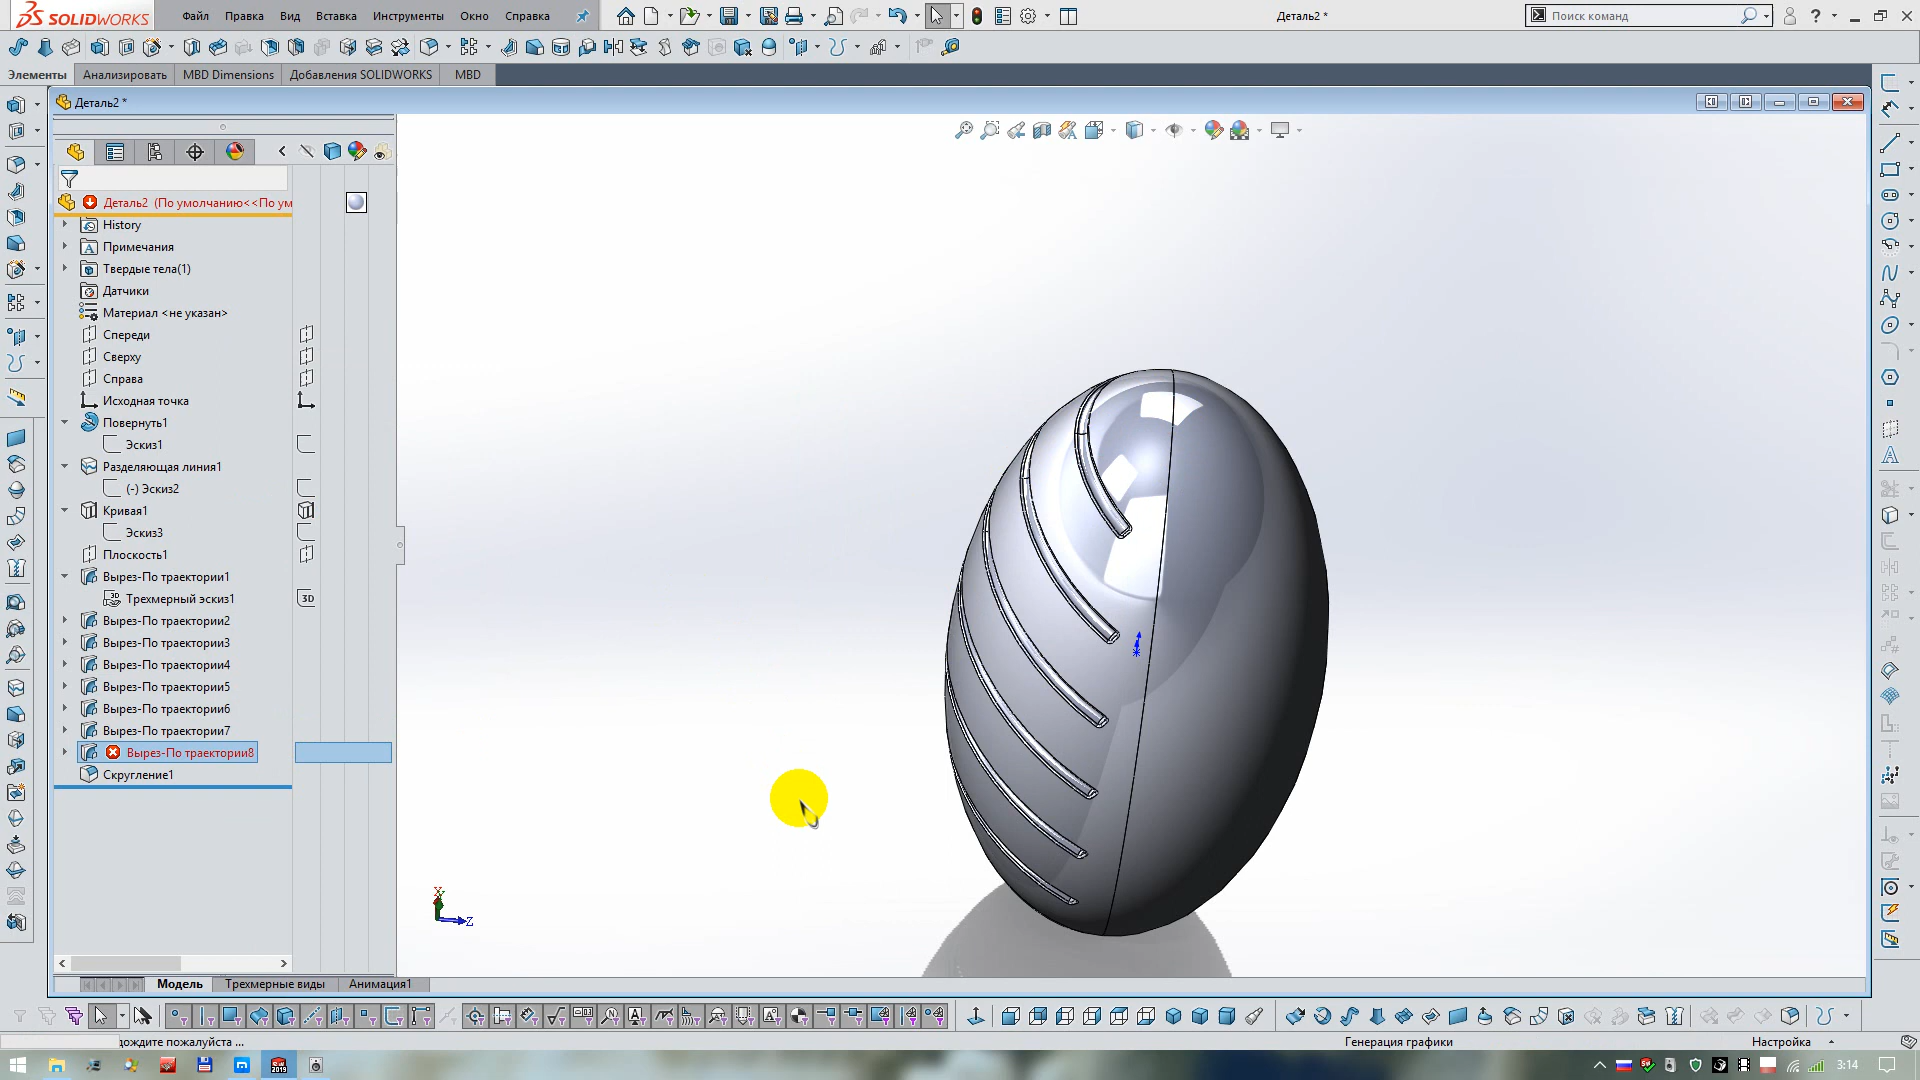 SOLIDWORKS Файл Правка Вид Вставка Инструменты Окно Справка Деталь2 * Поиск команд
Элементы Анализировать MBD Dimensions Добавления SOLIDWORKS MBD
Деталь2 *
Деталь2 (По умолчанию<<По ум
History
Примечания
Твердые тела(1)
Датчики
Материал <не указан>
Спереди
Сверху
Справа
Исходная точка
Повернуть1
Эскиз1
Разделяющая линия1
(-) Эскиз2
Кривая1
Эскиз3
Плоскость1
Вырез-По траектории1
Трехмерный эскиз1 3D
Вырез-По траектории2
Вырез-По траектории3
Вырез-По траектории4
Вырез-По траектории5
Вырез-По траектории6
Вырез-По траектории7
Вырез-По траектории8
Скругление1
Z
Модель Трехмерные виды Анимация1
дождите пожалуйста ... Генерация графики Настройка
3:14